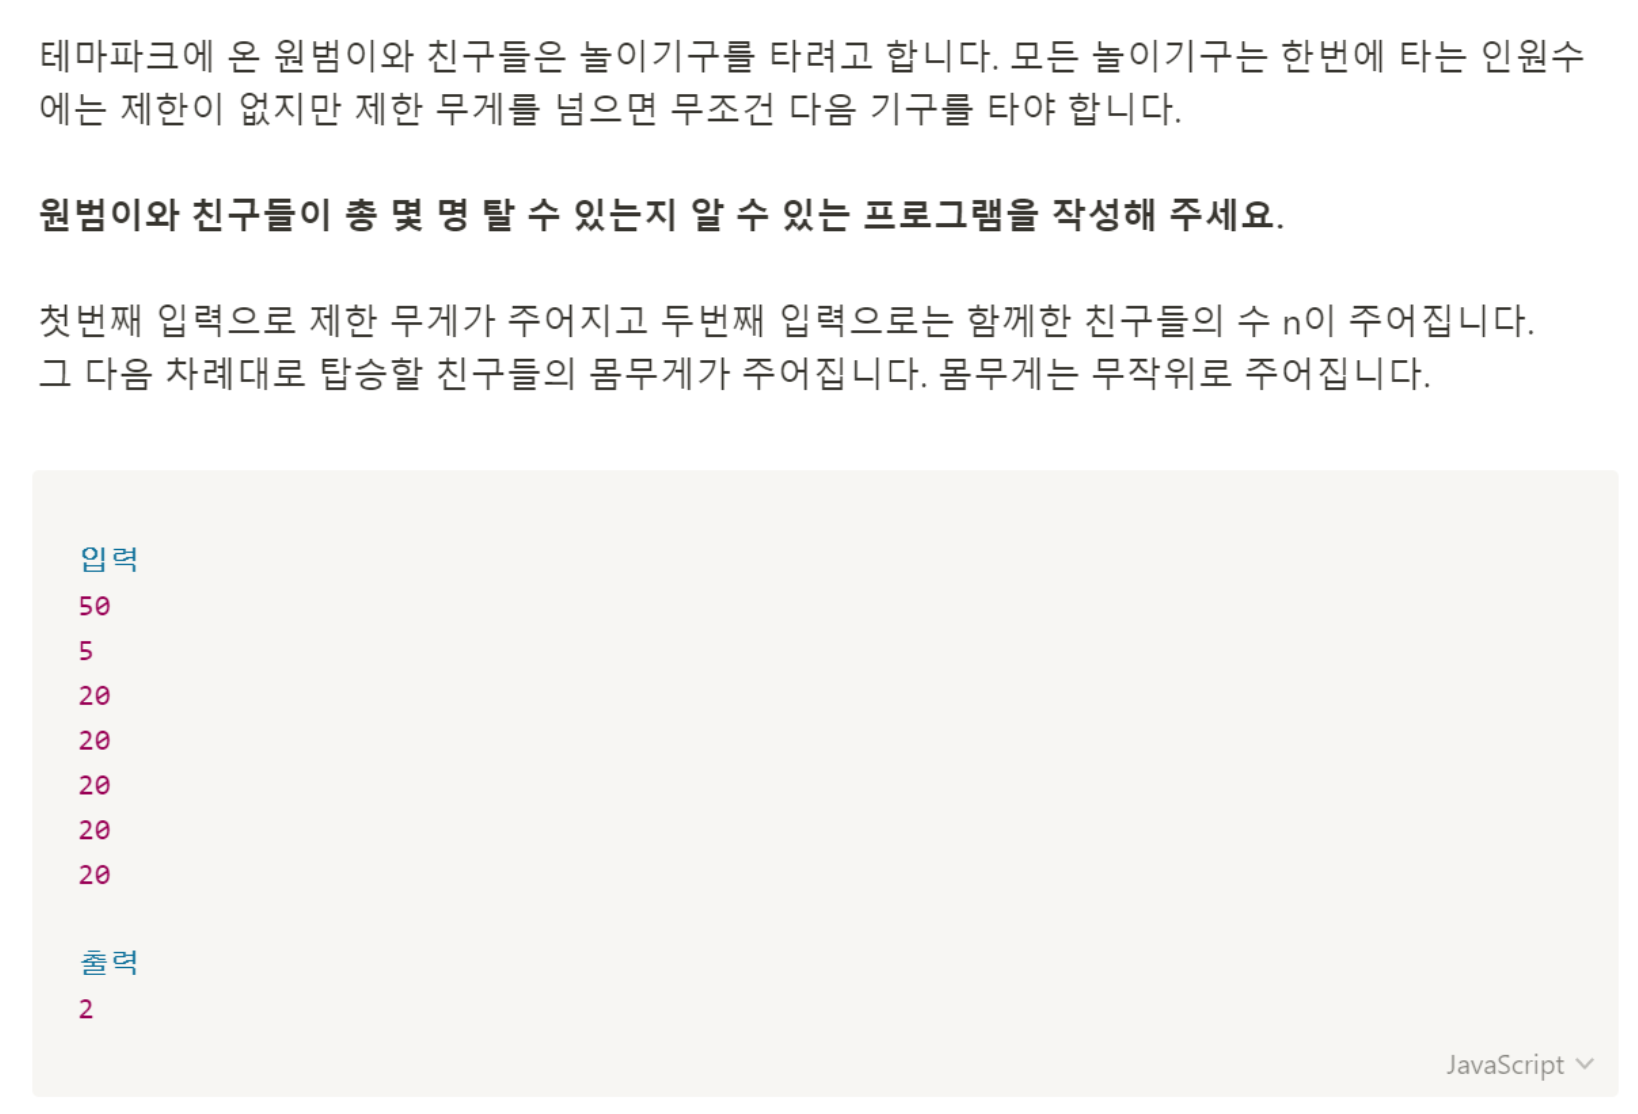 테마파크에 온 원범이와 친구들은 놀이기구를 타려고 합니다. 모든 놀이기구는 한번에 타는 인원수
에는 제한이 없지만 제한 무게를 넘으면 무조건 다음 기구를 타야 합니다.
원범이와 친구들이 총 몇 명 탈 수 있는지 알 수 있는 프로그램을 작성해 주세요.
첫번째 입력으로 제한 무게가 주어지고 두번째 입력으로는 함께한 친구들의 수 n이 주어집니다.
그 다음 차례대로 탑승할 친구들의 몸무게가 주어집니다. 몸무게는 무작위로 주어집니다.
입력
50
5
20
20
20
20
20
출력
2
JavaScript